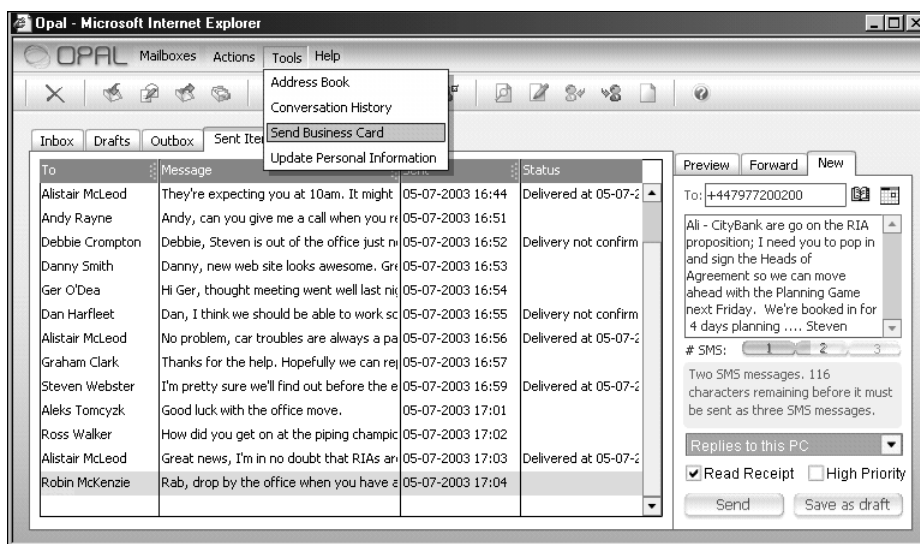 Opal - Microsoft Internet Explorer
OPAL Mailboxes Actions Tools Help
Address Book
Conversation History
Send Business Card
Update Personal Information
Inbox Drafts Outbox Sent Ite
To Message Status
Alistair McLeod They're expecting you at 10am. It might 05-07-2003 16:44 Delivered at 05-07-2
Andy Rayne Andy, can you give me a call when you re 05-07-2003 16:51
Debbie Crompton Debbie, Steven is out of the office just n 05-07-2003 16:52 Delivery not confirm
Danny Smith Danny, new web site looks awesome. Gre 05-07-2003 16:53
Ger O'Dea Hi Ger, thought meeting went well last nig 05-07-2003 16:54
Dan Harfleet Dan, I think we should be able to work sc 05-07-2003 16:55 Delivery not confirm
Alistair McLeod No problem, car troubles are always a pa 05-07-2003 16:56 Delivered at 05-07-2
Graham Clark Thanks for the help. Hopefully we can rep 05-07-2003 16:57
Steven Webster I'm pretty sure we'll find out before the e 05-07-2003 16:59 Delivered at 05-07-2
Aleks Tomcyzk Good luck with the office move. 05-07-2003 17:01
Ross Walker How did you get on at the piping champic 05-07-2003 17:02
Alistair McLeod Great news, I'm in no doubt that RIAs are 05-07-2003 17:03 Delivered at 05-07-2
Robin McKenzie Rab, drop by the office when you have a 05-07-2003 17:04
Preview Forward New
To: +447977200200
Ali - CityBank are go on the RIA
proposition; I need you to pop in
and sign the Heads of
Agreement so we can move
ahead with the Planning Game
next Friday. We're booked in for
4 days planning .... Steven
# SMS: 1 2 3
Two SMS messages. 116
characters remaining before it must
be sent as three SMS messages.
Replies to this PC
Read Receipt High Priority
Send Save as draft